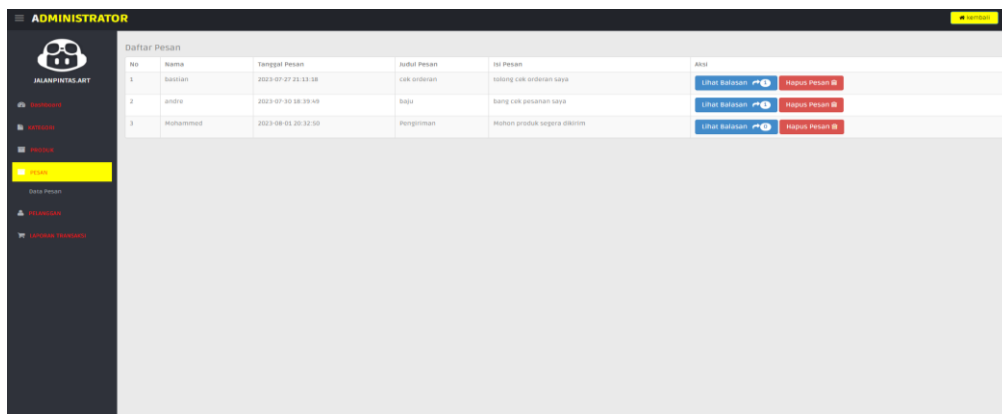 ADMINISTRATOR
kembali
JALANPINTAS.ART
DASHBOARD
KATEGORI
PRODUK
PESAN
Data Pesan
PELANGGAN
LAPORAN TRANSAKSI
Daftar Pesan
No Nama Tanggal Pesan Judul Pesan Isi Pesan Aksi
1 bastian 2023-07-27 21:13:18 cek orderan tolong cek orderan saya Lihat Balasan 1 Hapus Pesan
2 andre 2023-07-30 18:39:49 baju bang cek pesanan saya Lihat Balasan Hapus Pesan
3 Mohammed 2023-08-01 20:32:50 Pengiriman Mohon produk segera dikirim Lihat Balasan 0 Hapus Pesan